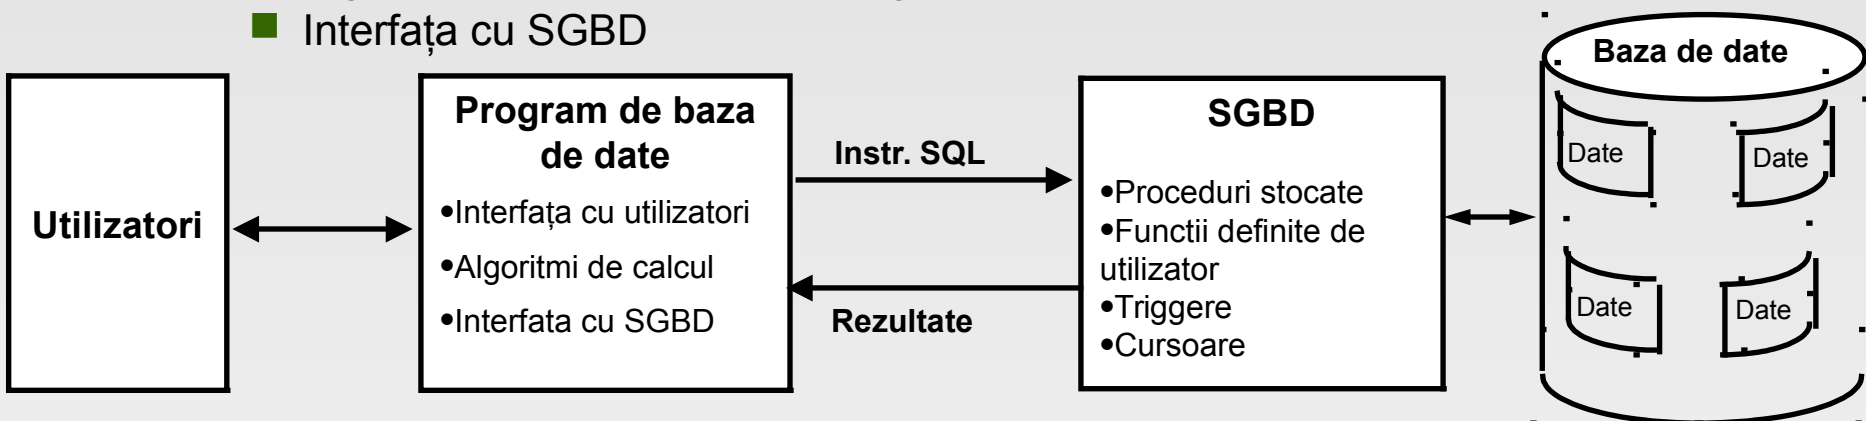 Interfața cu SGBD
Utilizatori
Program de baza
de date
•Interfața cu utilizatori
•Algoritmi de calcul
•Interfata cu SGBD
Instr. SQL
Rezultate
SGBD
•Proceduri stocate
•Functii definite de
utilizator
•Triggere
•Cursoare
Baza de date
Date
Date
Date
Date